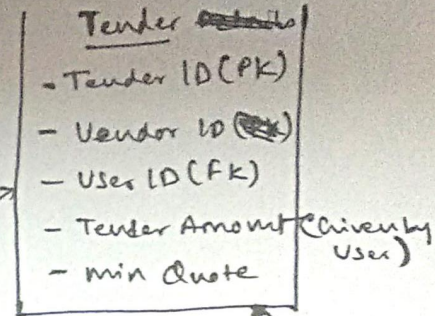 Tender
- Tender ID (PK)
- Vendor ID
- User ID (FK)
- Tender Amount (Given by User)
- min Quote